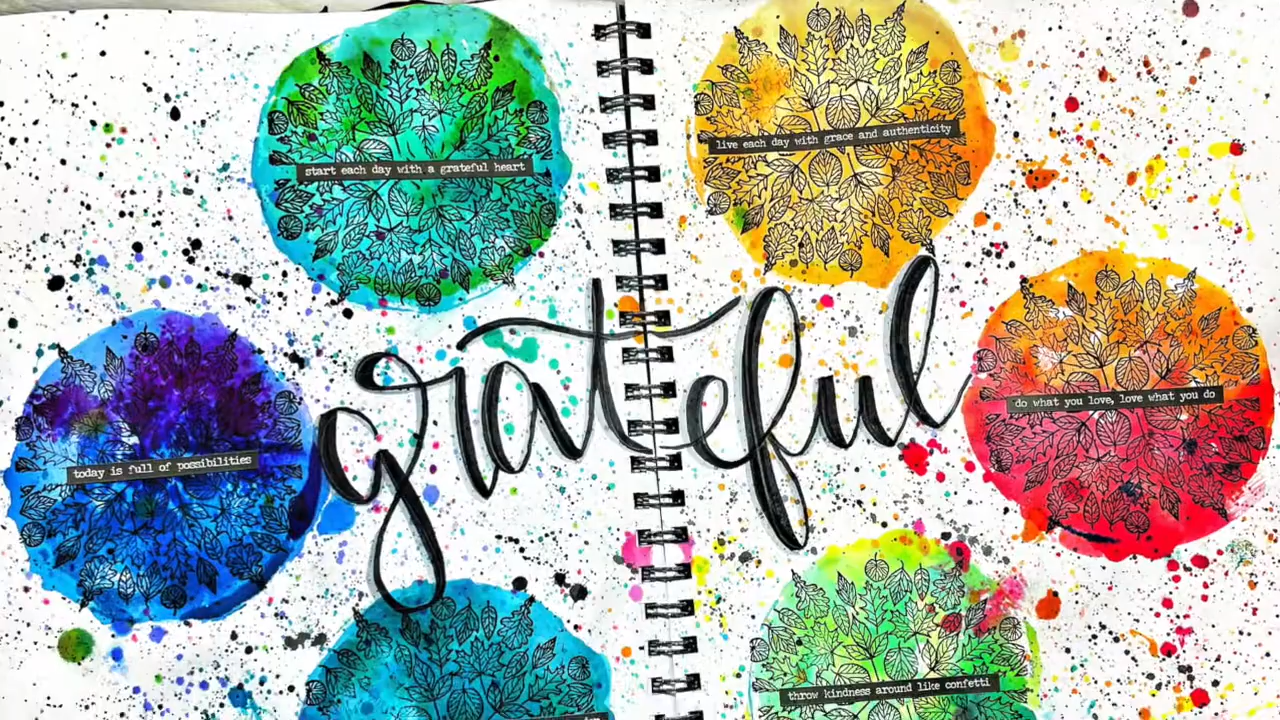 start each day with a grateful heart
live each day with grace and authenticity
grateful
do what you love, love what you do
today is full of possibilities
throw kindness around like confetti